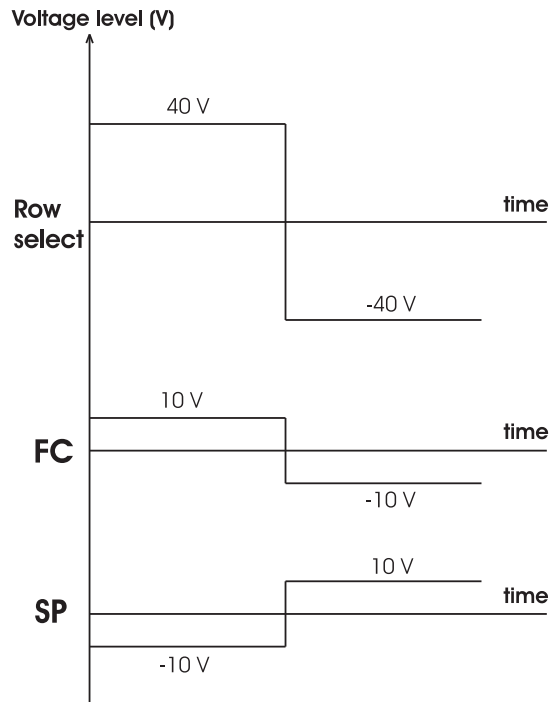 Voltage level (V)
40 V
Row
select
time
-40 V
10 V
FC
time
-10 V
10 V
SP
time
-10 V